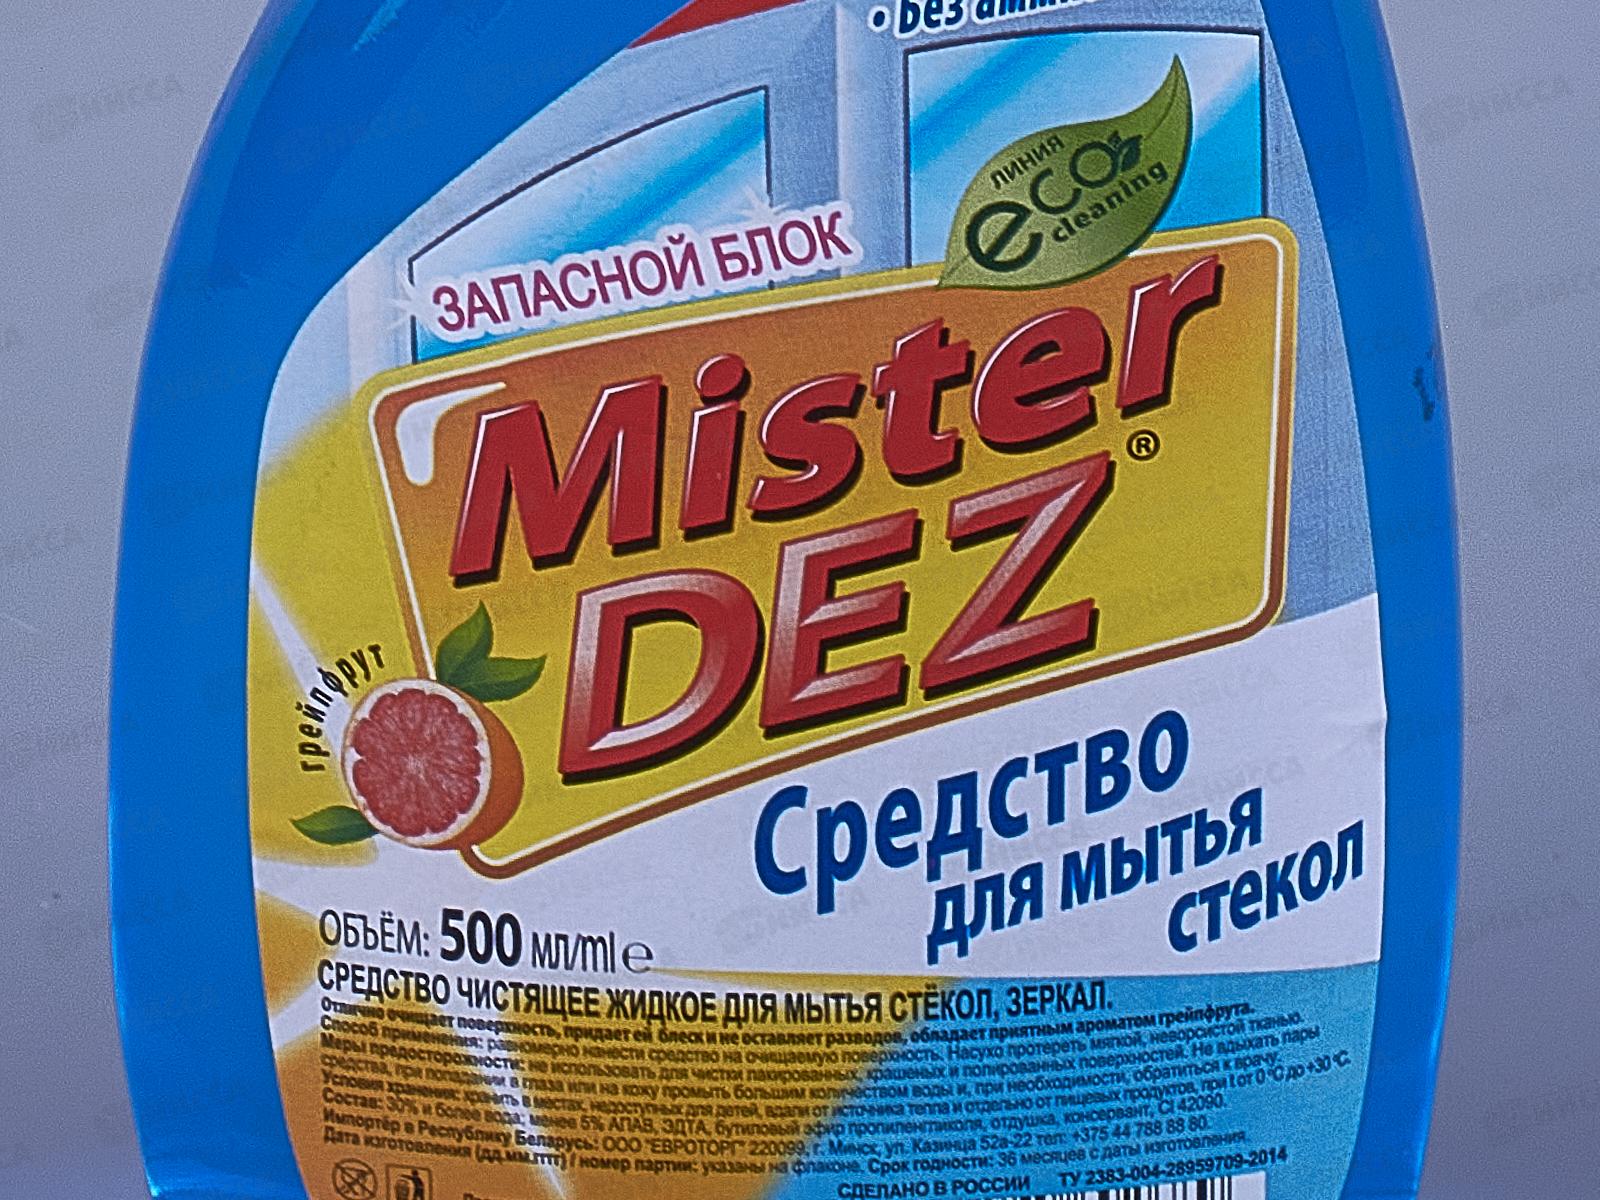 • Без
ЛИНИЯ
eco
cleaning
ЗАПАСНОЙ БЛОК
Mister
DEZ®
грейпфрут
Средство
для мытья
стекол
ОБЪЁМ: 500 мл/ml ℮
СРЕДСТВО ЧИСТЯЩЕЕ ЖИДКОЕ ДЛЯ МЫТЬЯ СТЁКОЛ, ЗЕРКАЛ.
Отлично очищает поверхность, придает ей блеск и не оставляет разводов, обладает приятным ароматом грейпфрута.
Способ применения: равномерно нанести средство на очищаемую поверхность. Насухо протереть мягкой, неворсистой тканью.
Меры предосторожности: не использовать для чистки лакированных, крашеных и полированных поверхностей. Не вдыхать пары
средства, при попадании в глаза или на кожу промыть большим количеством воды и, при необходимости, обратиться к врачу.
Условия хранения: хранить в местах, недоступных для детей, вдали от источника тепла и отдельно от пищевых продуктов, при t от 0 °C до +30 °C.
Состав: 30% и более вода; менее 5% АПАВ, ЭДТА, бутиловый эфир пропиленгликоля, отдушка, консервант, CI 42090.
Импортёр в Республику Беларусь: ООО "ЕВРОТОРГ" 220099, г. Минск, ул. Казинца 52а-22 тел: +375 44 788 88 80.
Дата изготовления (дд.мм.гггг) / номер партии: указаны на флаконе. Срок годности: 36 месяцев с даты изготовления
СДЕЛАНО В РОССИИ ТУ 2383-004-28959709-2014